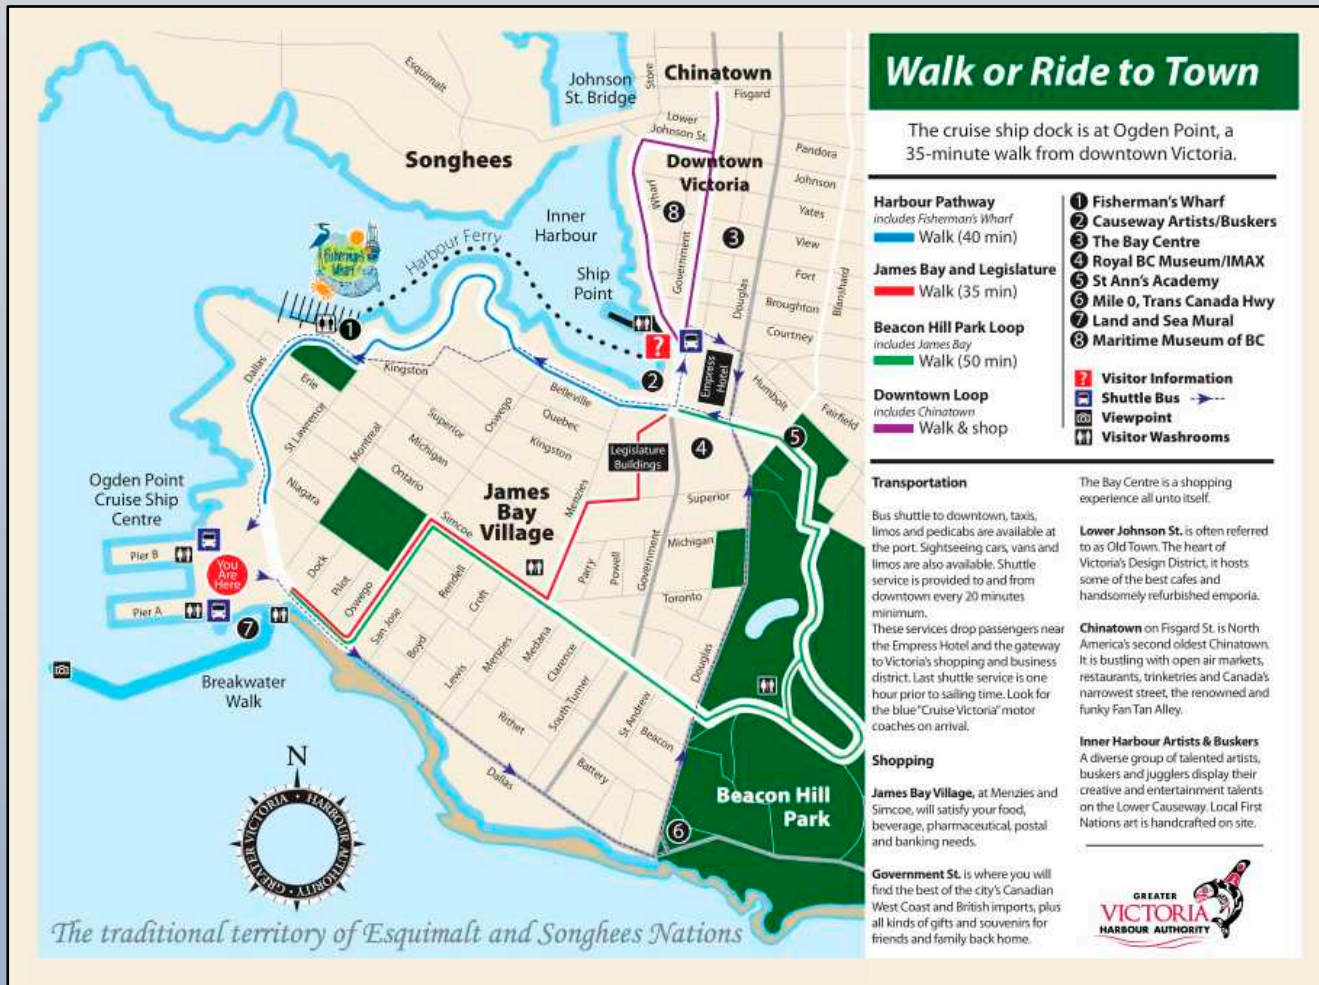 Walk or Ride to Town
The cruise ship dock is at Ogden Point, a
35-minute walk from downtown Victoria.
Harbour Pathway
includes Fisherman's Wharf
Walk (40 min)
James Bay and Legislature
Walk (35 min)
Beacon Hill Park Loop
includes James Bay
Walk (50 min)
Downtown Loop
includes Chinatown
Walk & shop
1 Fisherman's Wharf
2 Causeway Artists/Buskers
3 The Bay Centre
4 Royal BC Museum/IMAX
5 St Ann's Academy
6 Mile 0, Trans Canada Hwy
7 Land and Sea Mural
8 Maritime Museum of BC
? Visitor Information
Shuttle Bus
Viewpoint
Visitor Washrooms
Transportation
Bus shuttle to downtown, taxis,
limos and pedicabs are available at
the port. Sightseeing cars, vans and
limos are also available. Shuttle
service is provided to and from
downtown every 20 minutes
minimum.
These services drop passengers near
the Empress Hotel and the gateway
to Victoria's shopping and business
district. Last shuttle service is one
hour prior to sailing time. Look for
the blue "Cruise Victoria" motor
coaches on arrival.
Shopping
James Bay Village, at Menzies and
Simcoe, will satisfy your food,
beverage, pharmaceutical, postal
and banking needs.
Government St. is where you will
find the best of the city's Canadian
West Coast and British imports, plus
all kinds of gifts and souvenirs for
friends and family back home.
The Bay Centre is a shopping
experience all unto itself.
Lower Johnson St. is often referred
to as Old Town. The heart of
Victoria's Design District, it hosts
some of the best cafes and
handsomely refurbished emporia.
Chinatown on Fisgard St. is North
America's second oldest Chinatown.
It is bustling with open air markets,
restaurants, trinketries and Canada's
narrowest street, the renowned and
funky Fan Tan Alley.
Inner Harbour Artists & Buskers
A diverse group of talented artists,
buskers and jugglers display their
creative and entertainment talents
on the Lower Causeway. Local First
Nations art is handcrafted on site.
GREATER
VICTORIA
HARBOUR AUTHORITY
Esquimalt
Johnson
St. Bridge
Store
Chinatown
Fisgard
Lower
Johnson St.
Songhees
Downtown
Victoria
Pandora
Johnson
Yates
View
Fort
Broughton
Courtney
Wharf
8
3
Government
Douglas
Blanshard
Inner
Harbour
Harbour Ferry
Fisherman's
Wharf
Ship
Point
?
1
2
Empress
Hotel
Humbolt
Fairfield
Dallas
Erie
Kingston
Belleville
St Lawrence
Superior
Oswego
Quebec
Montreal
Michigan
Kingston
Legislature
Buildings
4
5
Ontario
Niagara
James
Bay
Village
Menzies
Superior
Simcoe
Government
Michigan
Ogden Point
Cruise Ship
Centre
Pier B
You
Are
Here
Pier A
7
Dock
Pilot
Oswego
Rendell
Croft
Parry
Powell
Toronto
San Jose
Boyd
Lewis
Menzies
Medana
Clarence
South Turner
Douglas
Breakwater
Walk
Rithet
St Andrew
Beacon
Dallas
Battery
Beacon Hill
Park
6
N
GREATER VICTORIA • HARBOUR AUTHORITY •
The traditional territory of Esquimalt and Songhees Nations